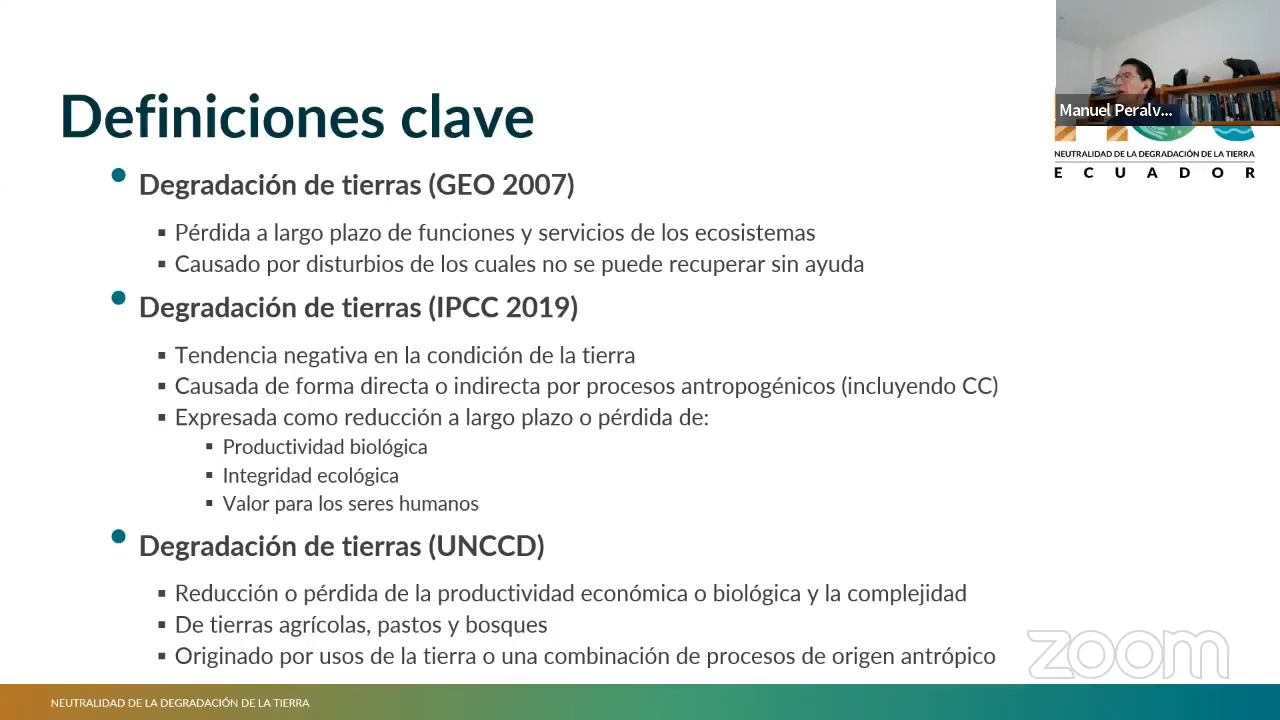 Definiciones clave
Manuel Peralv...
NEUTRALIDAD DE LA DEGRADACIÓN DE LA TIERRA
E C U A D O R
• Degradación de tierras (GEO 2007)
▪ Pérdida a largo plazo de funciones y servicios de los ecosistemas
▪ Causado por disturbios de los cuales no se puede recuperar sin ayuda
• Degradación de tierras (IPCC 2019)
▪ Tendencia negativa en la condición de la tierra
▪ Causada de forma directa o indirecta por procesos antropogénicos (incluyendo CC)
▪ Expresada como reducción a largo plazo o pérdida de:
▪ Productividad biológica
▪ Integridad ecológica
▪ Valor para los seres humanos
• Degradación de tierras (UNCCD)
▪ Reducción o pérdida de la productividad económica o biológica y la complejidad
▪ De tierras agrícolas, pastos y bosques
▪ Originado por usos de la tierra o una combinación de procesos de origen antrópico
zoom
NEUTRALIDAD DE LA DEGRADACIÓN DE LA TIERRA